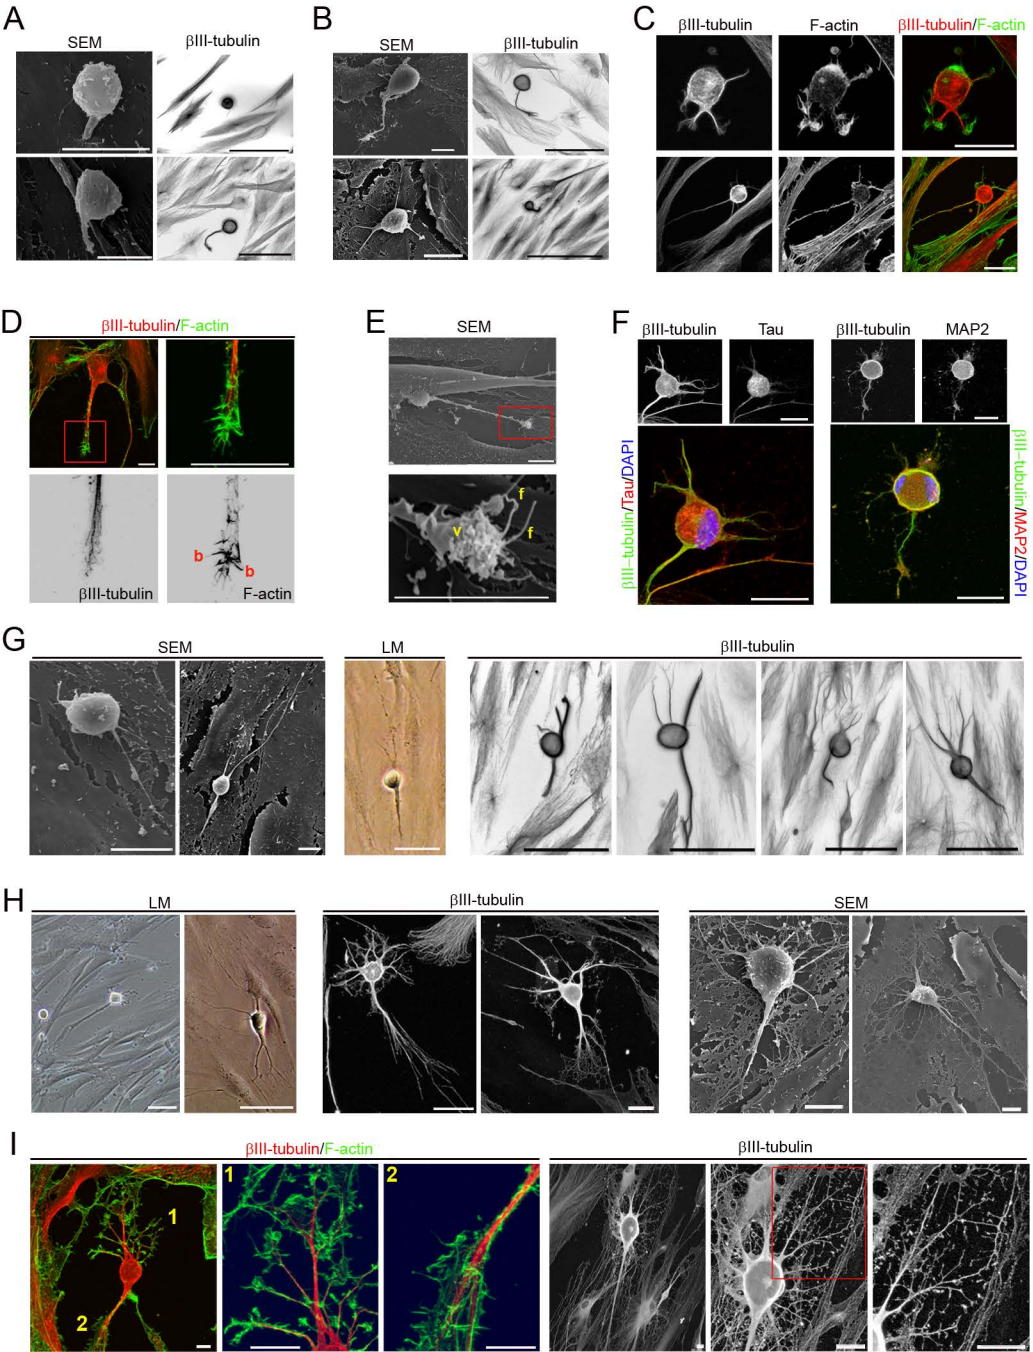 A
SEM
βIII-tubulin
B
SEM
βIII-tubulin
C
βIII-tubulin
F-actin
βIII-tubulin/F-actin
D
βIII-tubulin/F-actin
b
b
βIII-tubulin
F-actin
E
SEM
f
v
f
F
βIII-tubulin
Tau
βIII-tubulin
MAP2
βIII-tubulin/Tau/DAPI
βIII-tubulin/MAP2/DAPI
G
SEM
LM
βIII-tubulin
H
LM
βIII-tubulin
SEM
I
βIII-tubulin/F-actin
βIII-tubulin
1
2
1
2